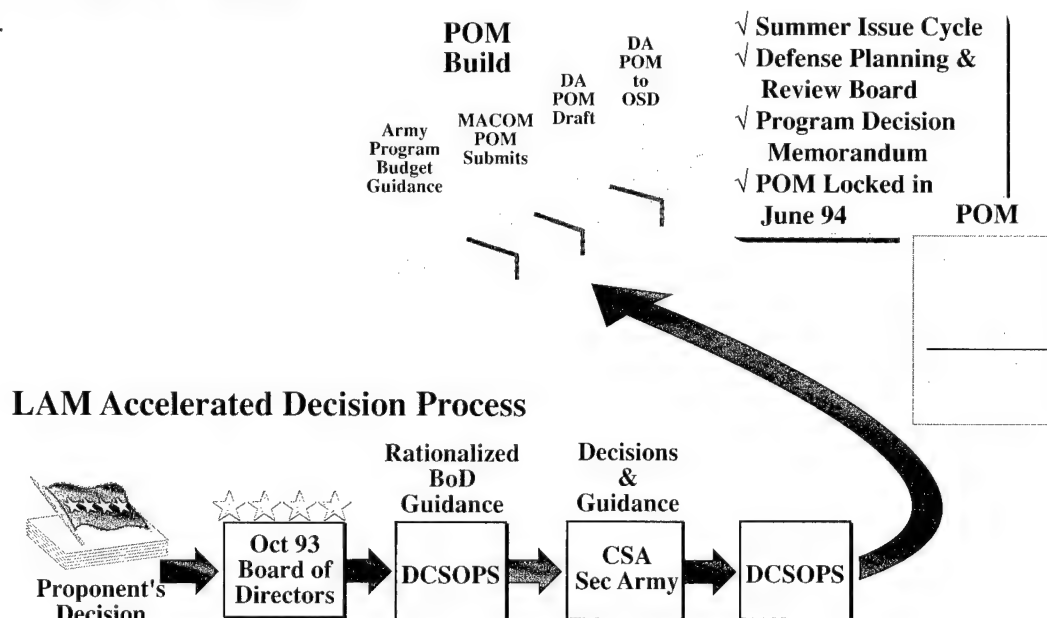 POM
Build
Army
Program
Budget
Guidance
MACOM
POM
Submits
DA
POM
Draft
DA
POM
to
OSD
√ Summer Issue Cycle
√ Defense Planning &
Review Board
√ Program Decision
Memorandum
√ POM Locked in
June 94
POM
LAM Accelerated Decision Process
Proponent's
Decision
Oct 93
Board of
Directors
Rationalized
BoD
Guidance
DCSOPS
Decisions
&
Guidance
CSA
Sec Army
DCSOPS